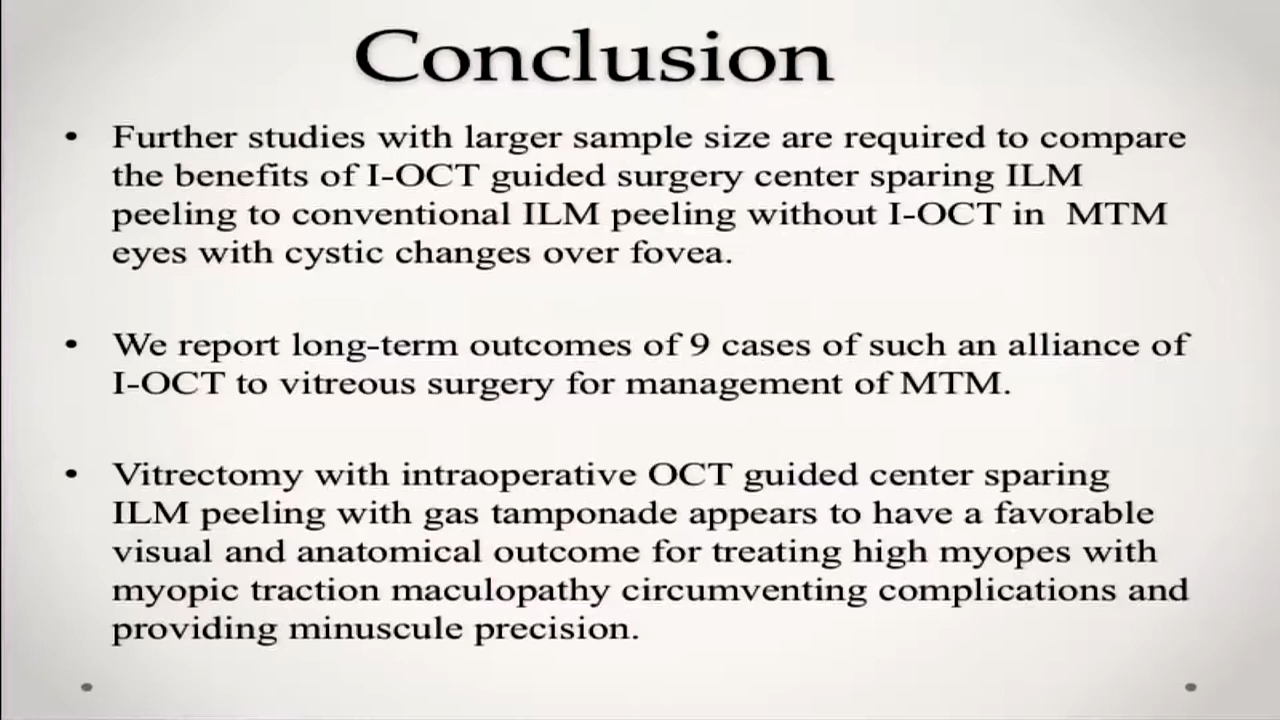 Conclusion
• Further studies with larger sample size are required to compare
the benefits of I-OCT guided surgery center sparing ILM
peeling to conventional ILM peeling without I-OCT in MTM
eyes with cystic changes over fovea.
• We report long-term outcomes of 9 cases of such an alliance of
I-OCT to vitreous surgery for management of MTM.
• Vitrectomy with intraoperative OCT guided center sparing
ILM peeling with gas tamponade appears to have a favorable
visual and anatomical outcome for treating high myopes with
myopic traction maculopathy circumventing complications and
providing minuscule precision.